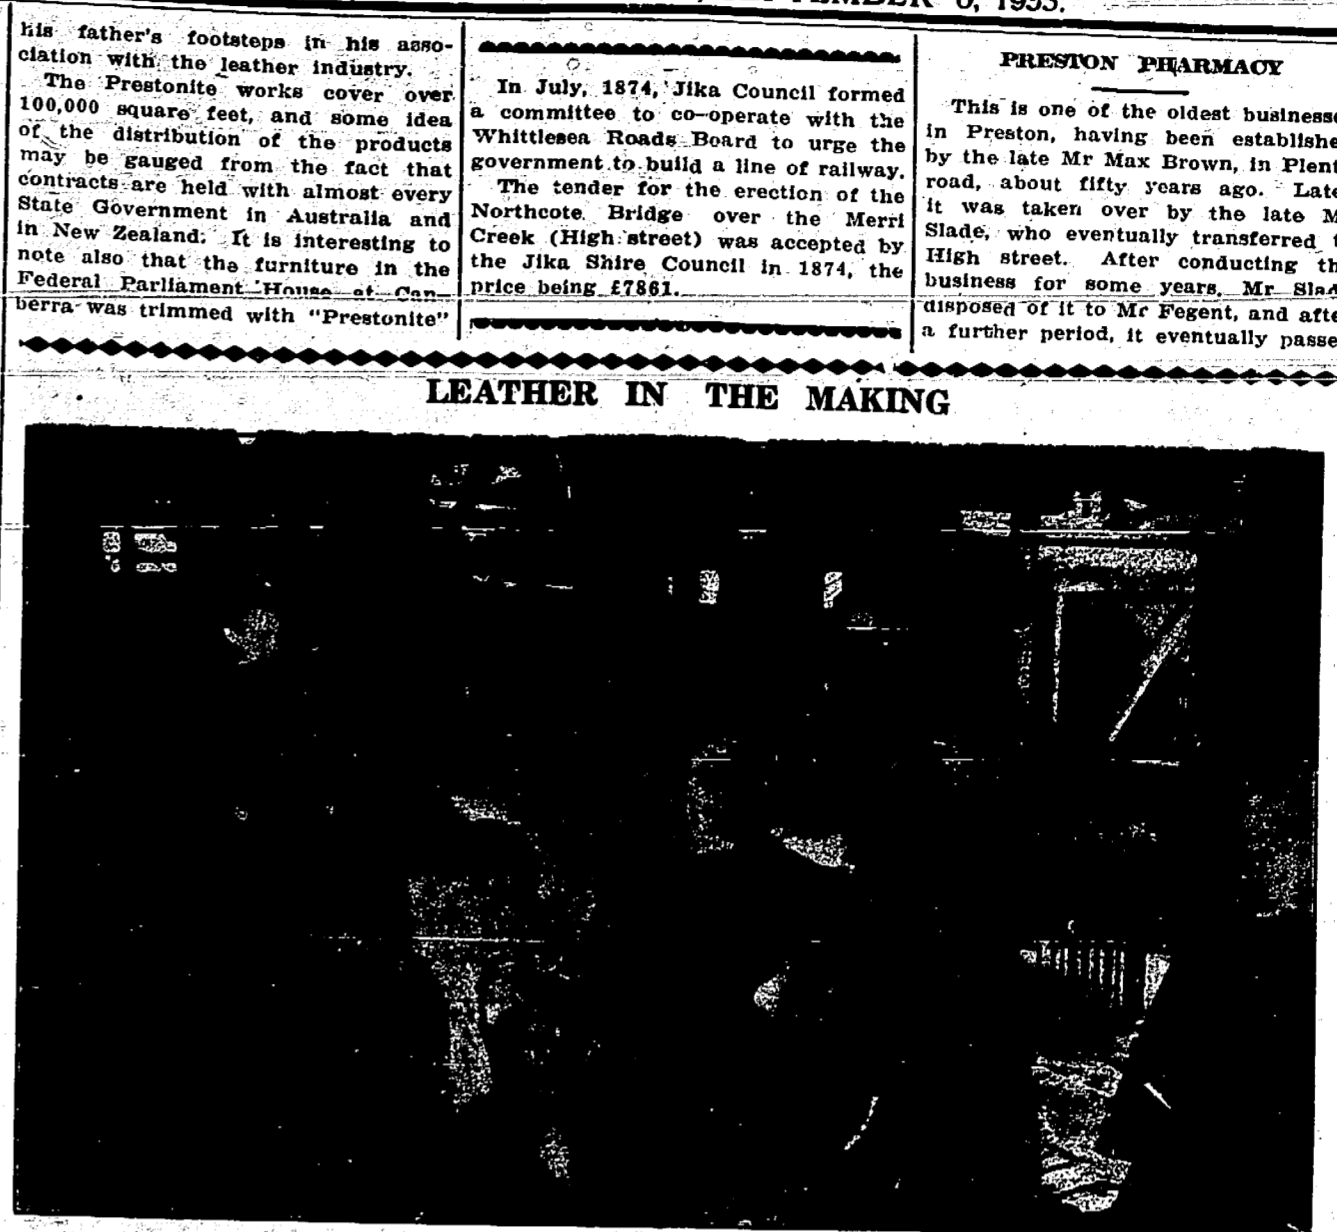 6, 1953.
his father's footsteps in his asso-
ciation with the leather industry.
The Prestonite works cover over
100,000 square feet, and some idea
of the distribution of the products
may be gauged from the fact that
contracts are held with almost every
State Government in Australia and
in New Zealand. It is interesting to
note also that the furniture in the
Federal Parliament House at Can-
berra was trimmed with "Prestonite"
In July, 1874, Jika Council formed
a committee to co-operate with the
Whittlesea Roads Board to urge the
government to build a line of railway.
The tender for the erection of the
Northcote Bridge over the Merri
Creek (High street) was accepted by
the Jika Shire Council in 1874, the
price being £7861.
PRESTON PHARMACY
This is one of the oldest businesse
in Preston, having been establishe
by the late Mr Max Brown, in Plent
road, about fifty years ago. Late
it was taken over by the late M
Slade, who eventually transferred
High street. After conducting th
business for some years, Mr Slad
disposed of it to Mr Fegent, and afte
a further period, it eventually passe
LEATHER IN THE MAKING